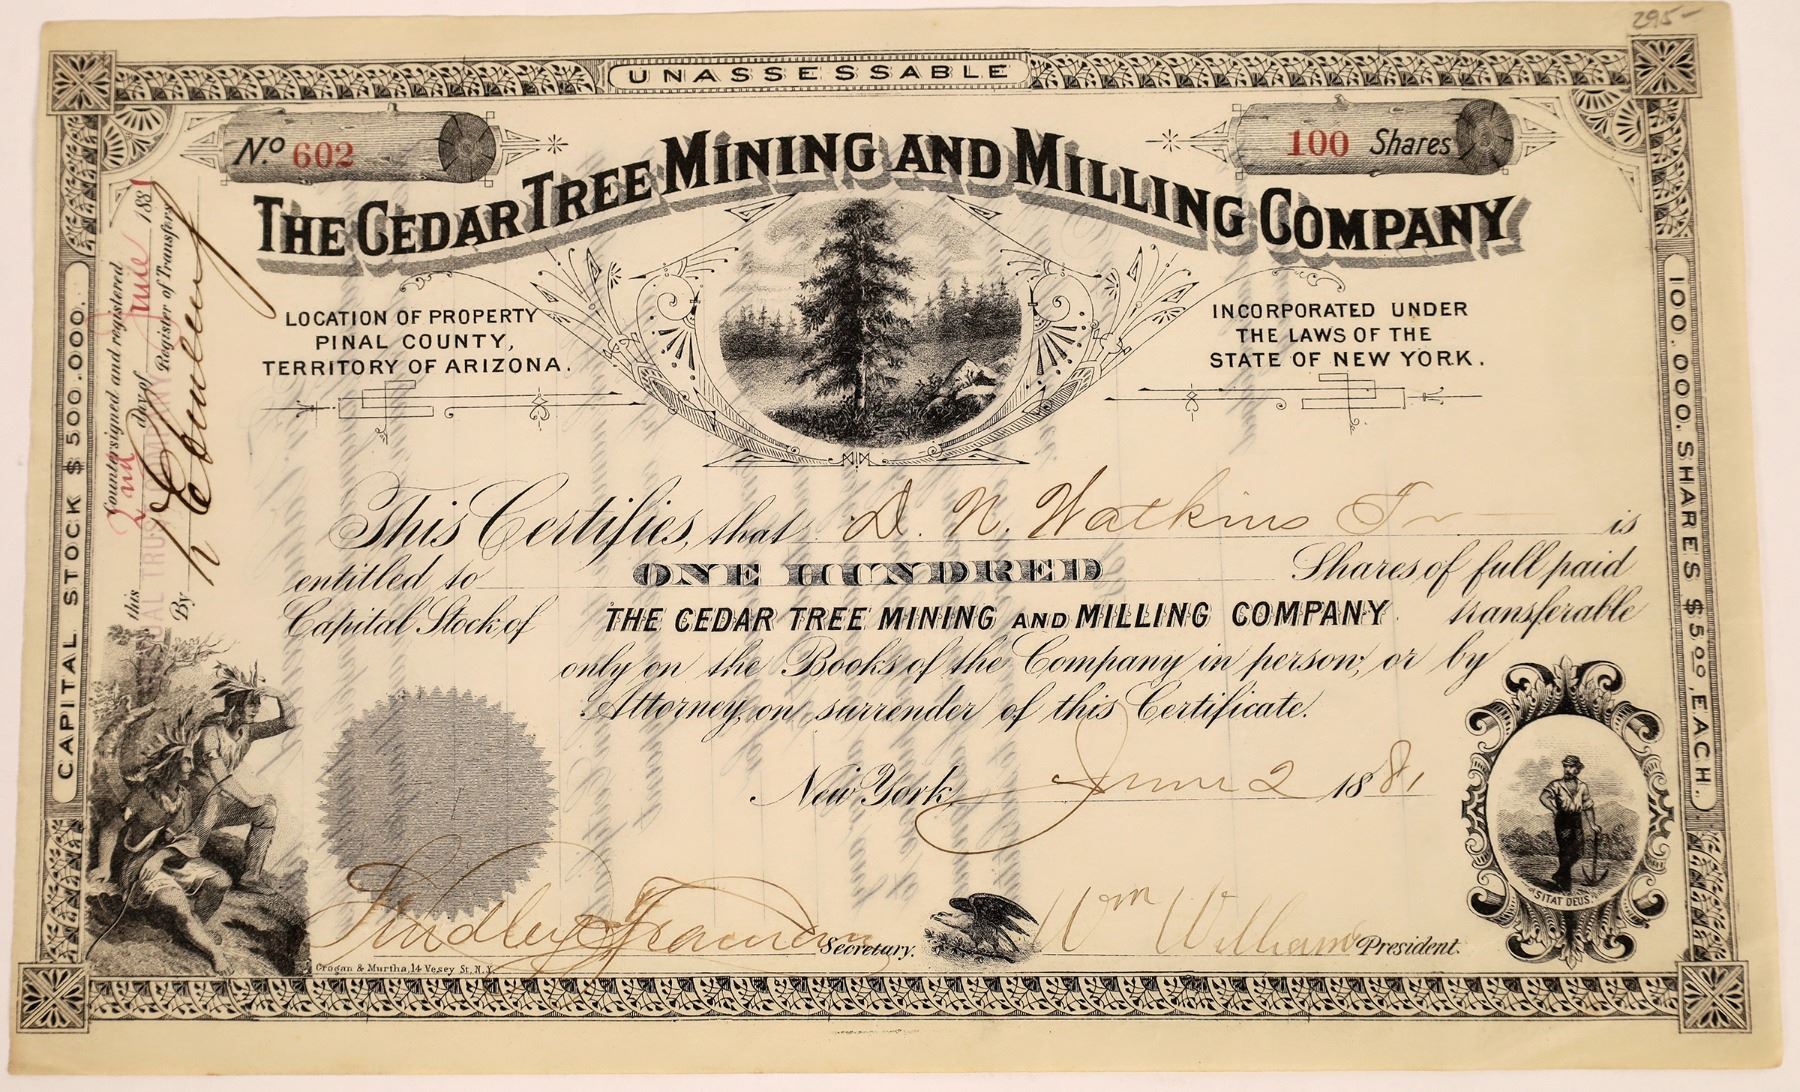 295-
UNASSESSABLE
No. 602
100 Shares
THE CEDAR TREE MINING AND MILLING COMPANY
LOCATION OF PROPERTY
PINAL COUNTY,
TERRITORY OF ARIZONA.
INCORPORATED UNDER
THE LAWS OF THE
STATE OF NEW YORK.
CAPITAL STOCK $500.000.
Countersigned and registered
this 2nd day of June 1881
By
Register of Transfers
100.000. SHARES $5.00, EACH.
This Certifies, that D. N. Watkins Jr is
entitled to ONE HUNDRED Shares of full paid
Capital Stock of THE CEDAR TREE MINING AND MILLING COMPANY transferable
only on the Books of the Company in person, or by
Attorney, on surrender of this Certificate.
New York, June 2 1881
SITAT DEUS.
Secretary.
Wm Williams President.
Crogan & Murtha, 14 Vesey St, N.Y.